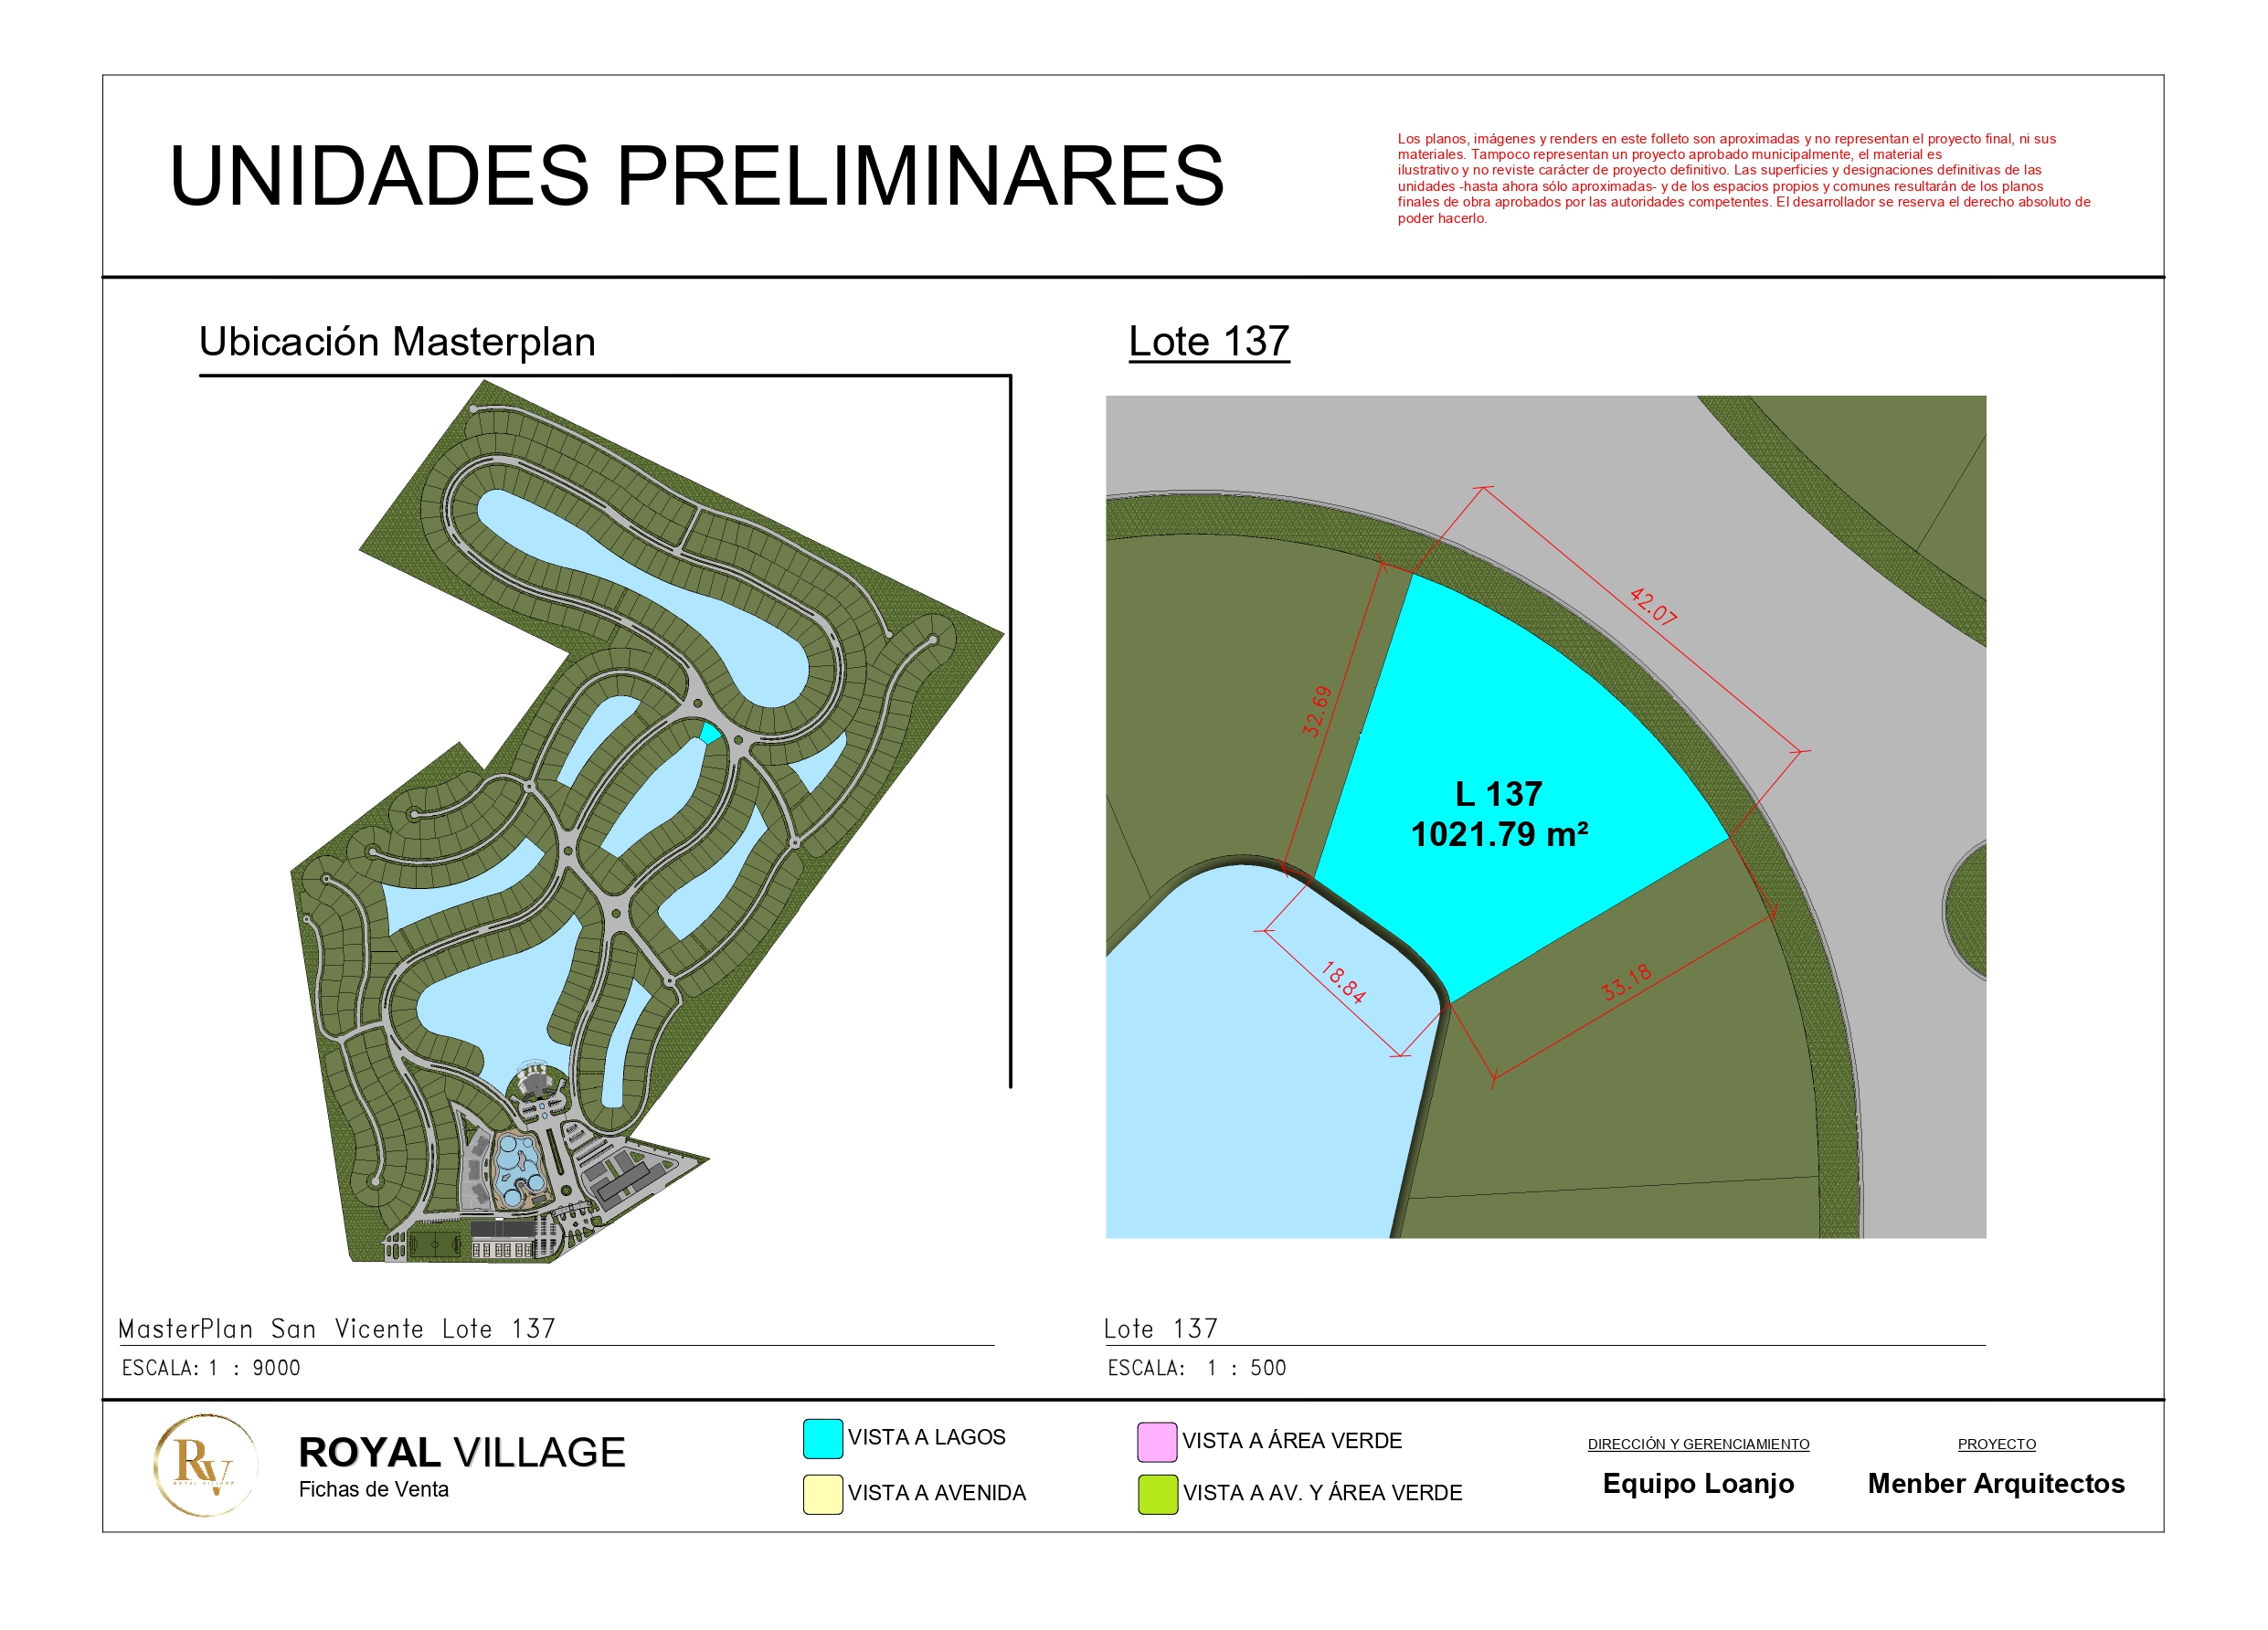 UNIDADES PRELIMINARES
Los planos, imágenes y renders en este folleto son aproximadas y no representan el proyecto final, ni sus
materiales. Tampoco representan un proyecto aprobado municipalmente, el material es
ilustrativo y no reviste carácter de proyecto definitivo. Las superficies y designaciones definitivas de las
unidades -hasta ahora sólo aproximadas- y de los espacios propios y comunes resultarán de los planos
finales de obra aprobados por las autoridades competentes. El desarrollador se reserva el derecho absoluto de
poder hacerlo.
Ubicación Masterplan
Lote 137
42.07
32.69
L 137
1021.79 m²
18.84
33.18
MasterPlan San Vicente Lote 137
ESCALA: 1 : 9000
Lote 137
ESCALA: 1 : 500
RV
ROYAL VILLAGE
ROYAL VILLAGE
Fichas de Venta
VISTA A LAGOS
VISTA A AVENIDA
VISTA A ÁREA VERDE
VISTA A AV. Y ÁREA VERDE
DIRECCIÓN Y GERENCIAMIENTO
Equipo Loanjo
PROYECTO
Menber Arquitectos